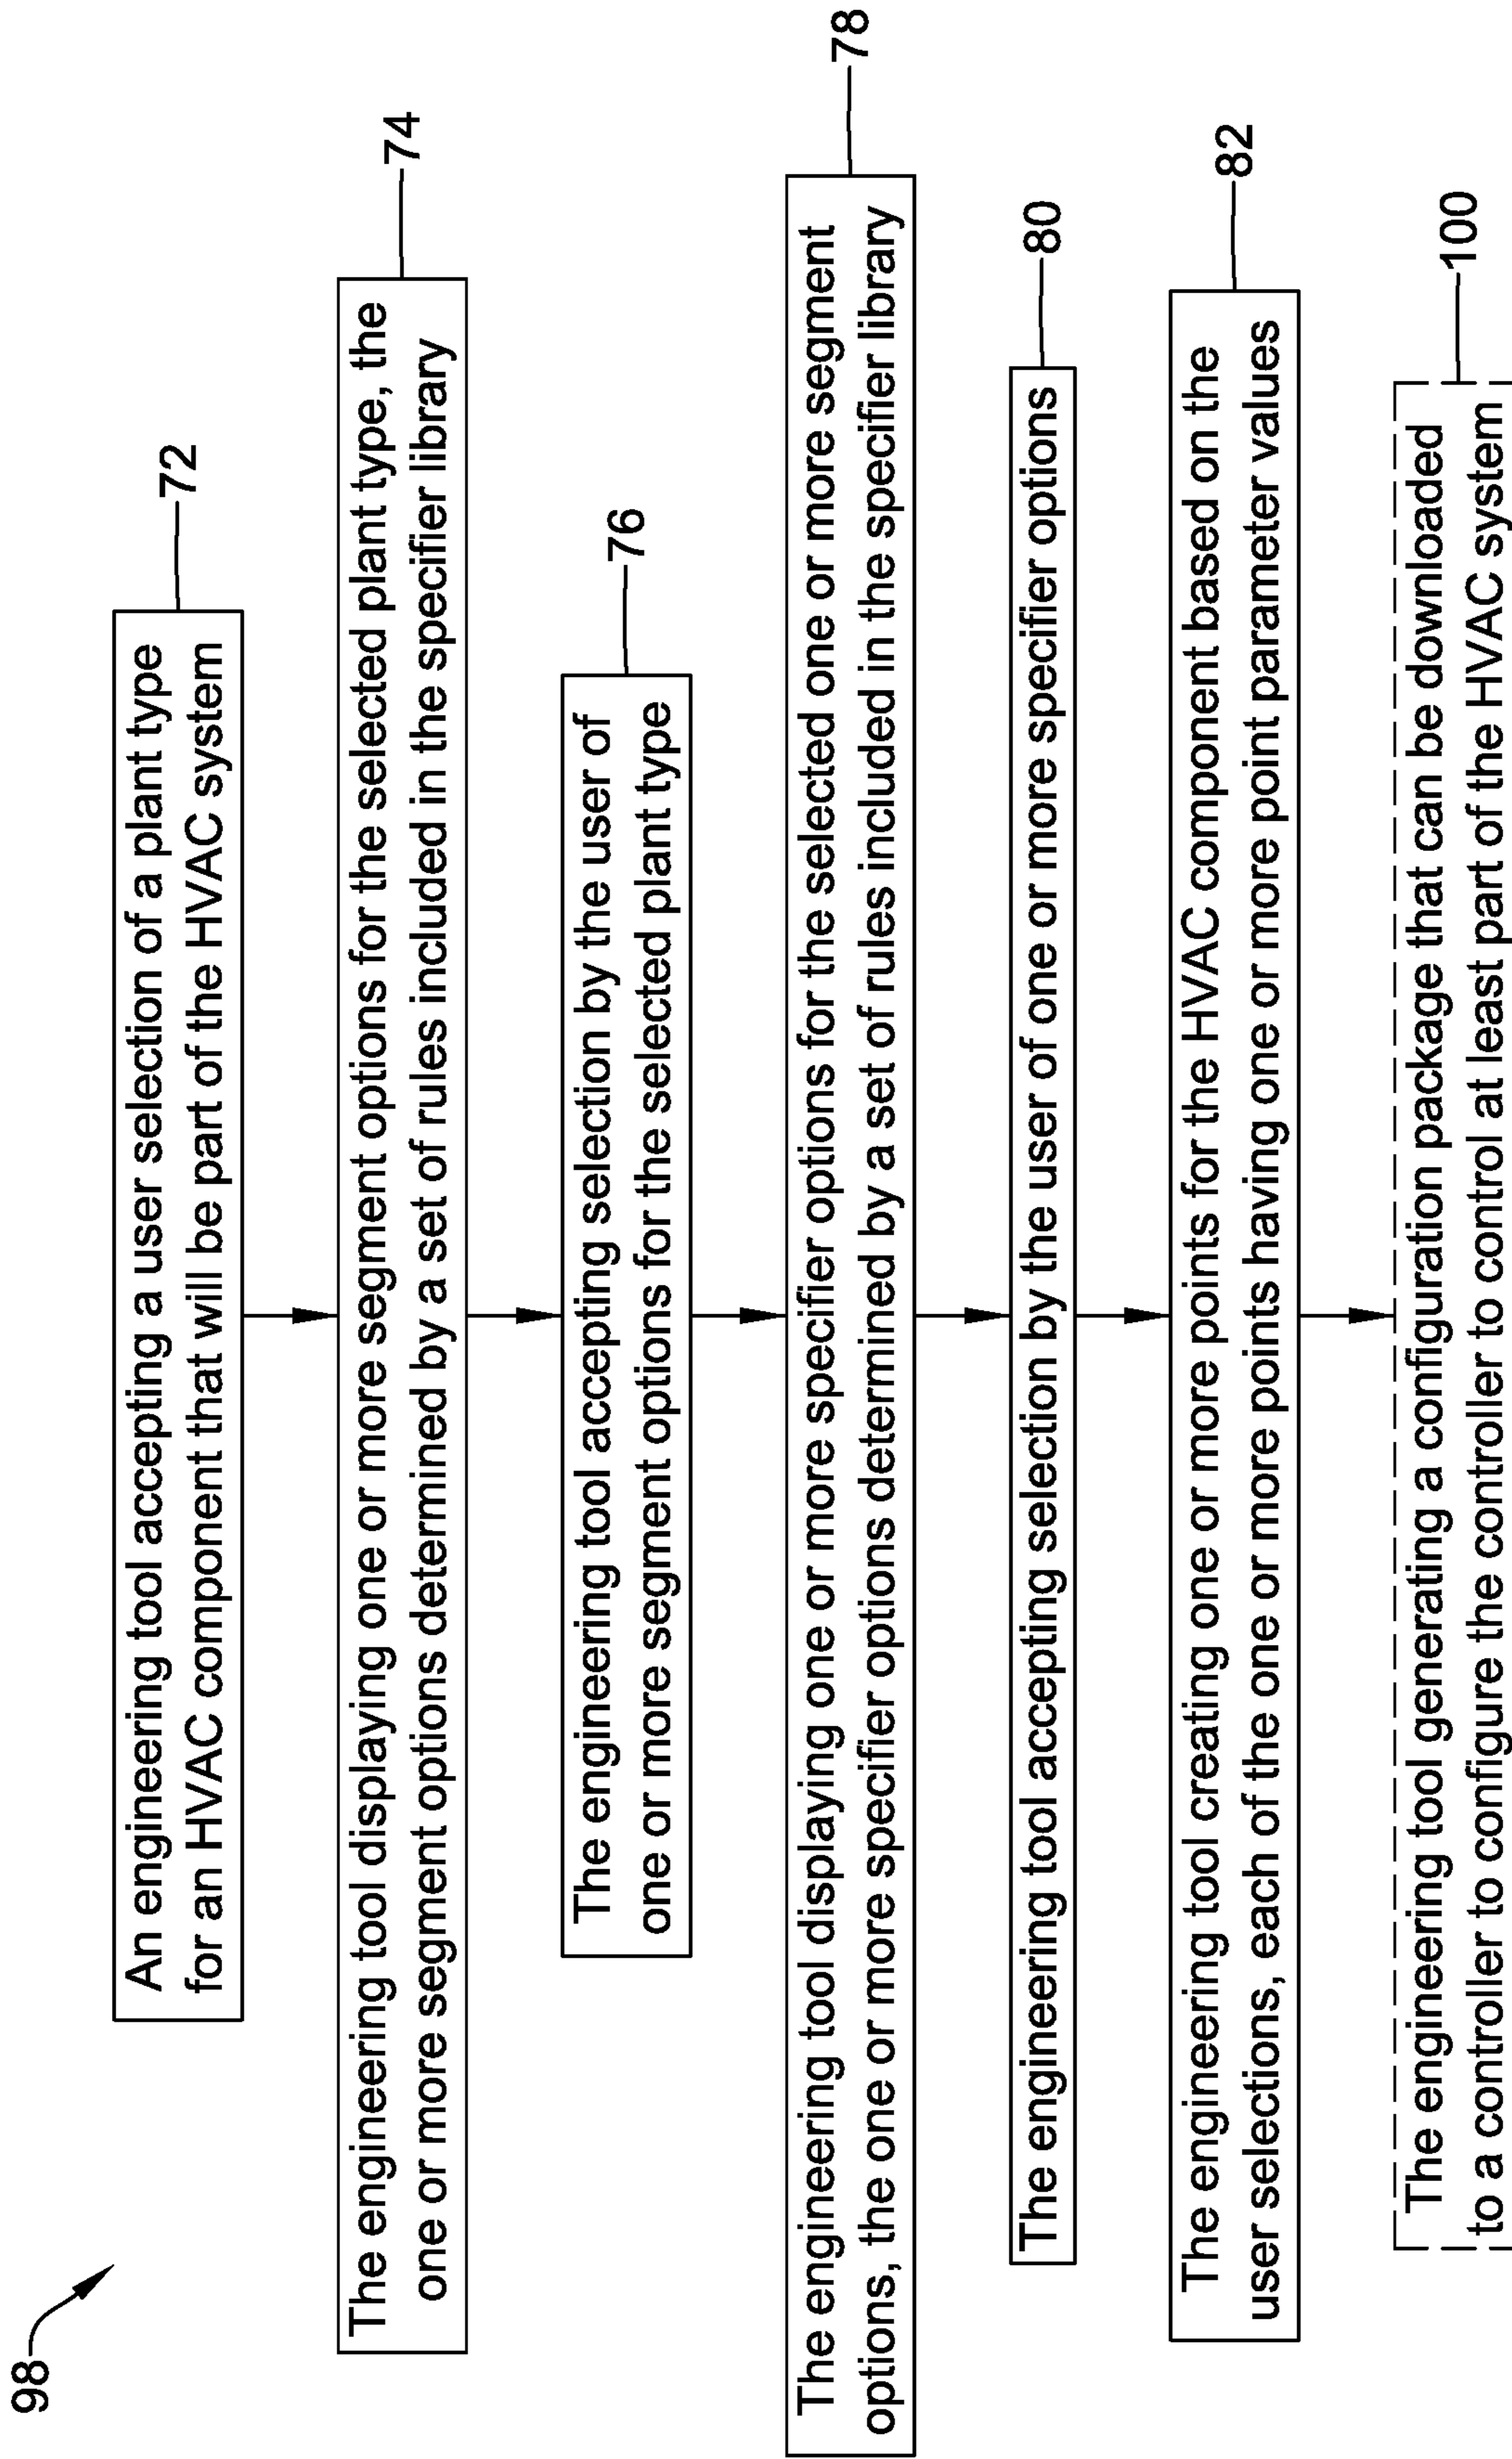 98
72
An engineering tool accepting a user selection of a plant type
for an HVAC component that will be part of the HVAC system
74
The engineering tool displaying one or more segment options for the selected plant type, the
one or more segment options determined by a set of rules included in the specifier library
76
The engineering tool accepting selection by the user of
one or more segment options for the selected plant type
78
The engineering tool displaying one or more specifier options for the selected one or more segment
options, the one or more specifier options determined by a set of rules included in the specifier library
80
The engineering tool accepting selection by the user of one or more specifier options
82
The engineering tool creating one or more points for the HVAC component based on the
user selections, each of the one or more points having one or more point parameter values
100
The engineering tool generating a configuration package that can be downloaded
to a controller to configure the controller to control at least part of the HVAC system